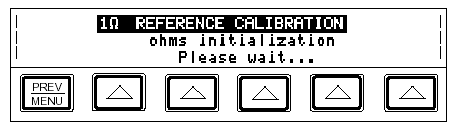 1Ω REFERENCE CALIBRATION
ohms initialization
Please wait...
PREV
MENU